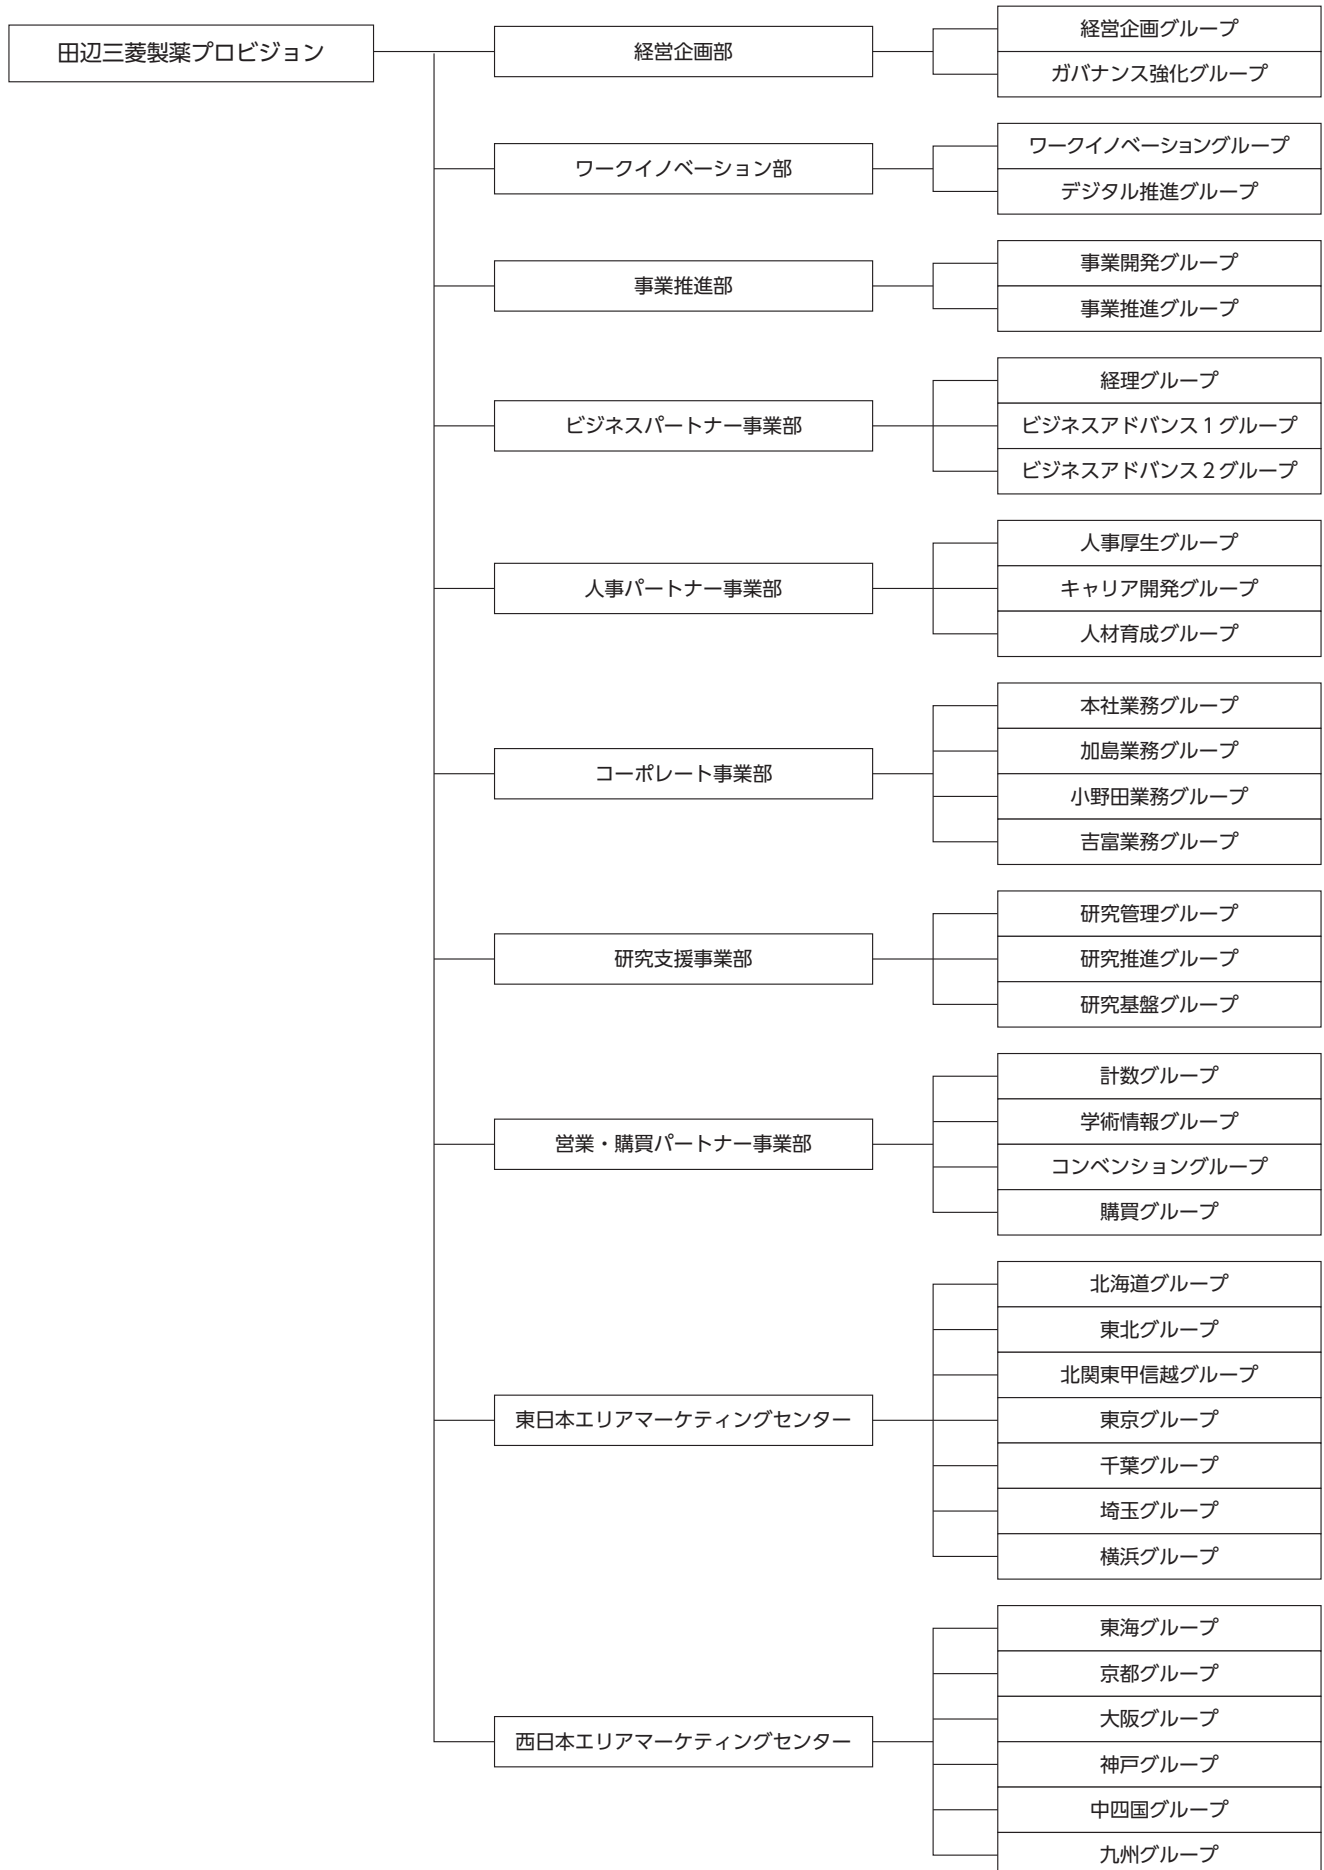 田辺三菱製薬プロビジョン
経営企画部
経営企画グループ
ガバナンス強化グループ
ワークイノベーション部
ワークイノベーショングループ
デジタル推進グループ
事業推進部
事業開発グループ
事業推進グループ
ビジネスパートナー事業部
経理グループ
ビジネスアドバンス1グループ
ビジネスアドバンス2グループ
人事パートナー事業部
人事厚生グループ
キャリア開発グループ
人材育成グループ
コーポレート事業部
本社業務グループ
加島業務グループ
小野田業務グループ
吉富業務グループ
研究支援事業部
研究管理グループ
研究推進グループ
研究基盤グループ
営業・購買パートナー事業部
計数グループ
学術情報グループ
コンベンショングループ
購買グループ
東日本エリアマーケティングセンター
北海道グループ
東北グループ
北関東甲信越グループ
東京グループ
千葉グループ
埼玉グループ
横浜グループ
西日本エリアマーケティングセンター
東海グループ
京都グループ
大阪グループ
神戸グループ
中四国グループ
九州グループ